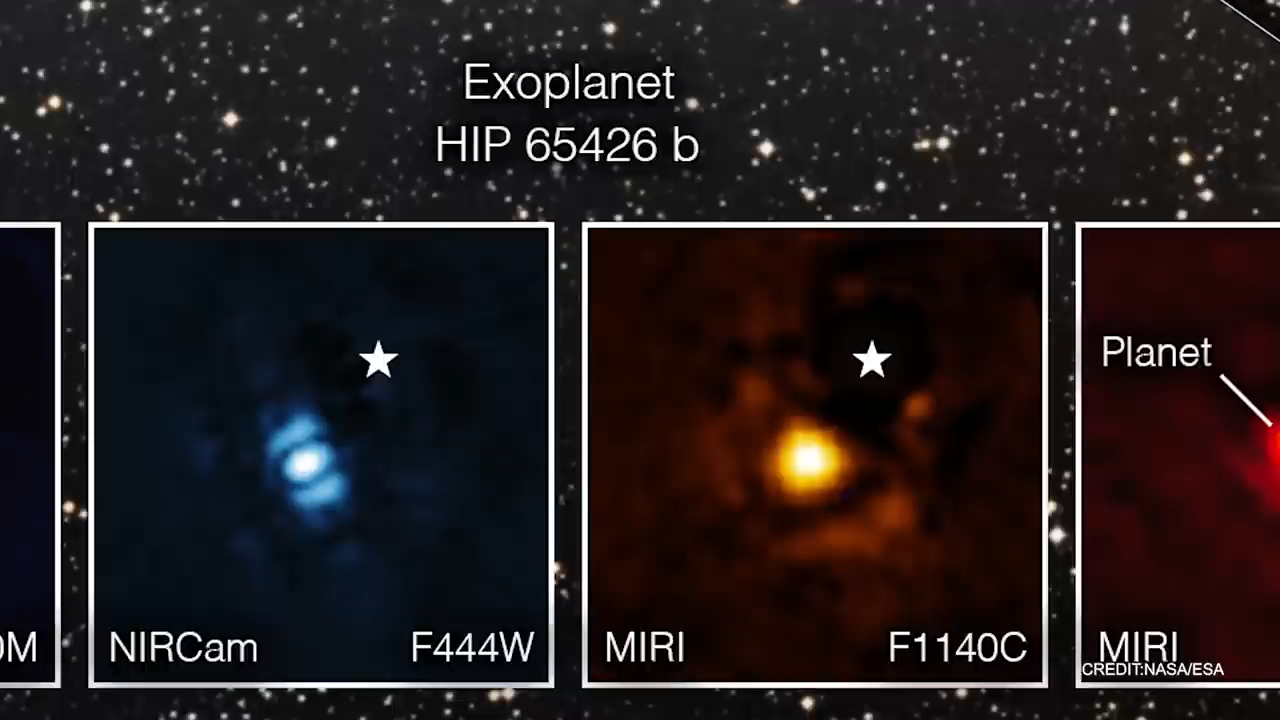 Exoplanet
HIP 65426 b
Planet
NIRCam F444W
MIRI F1140C
MIRI
CREDIT:NASA/ESA